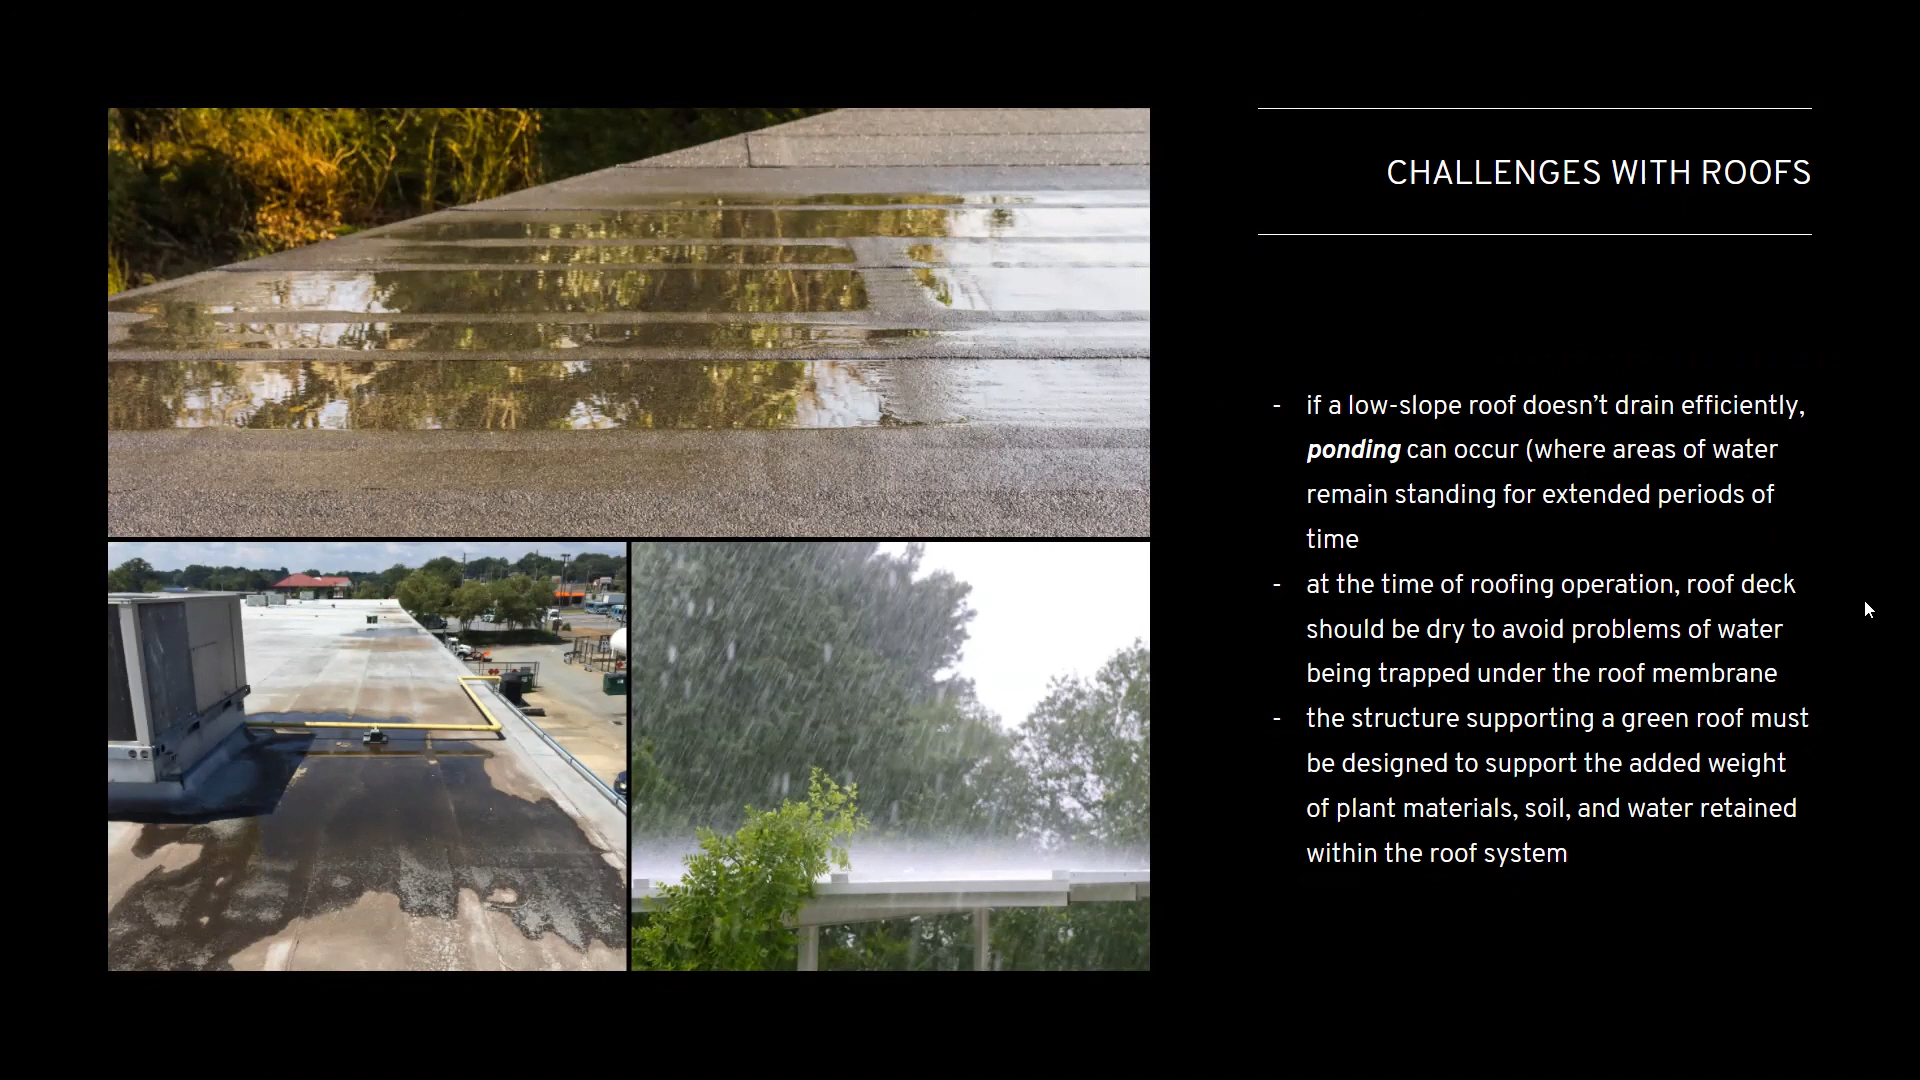 CHALLENGES WITH ROOFS
- if a low-slope roof doesn’t drain efficiently,
ponding can occur (where areas of water
remain standing for extended periods of
time
- at the time of roofing operation, roof deck
should be dry to avoid problems of water
being trapped under the roof membrane
- the structure supporting a green roof must
be designed to support the added weight
of plant materials, soil, and water retained
within the roof system